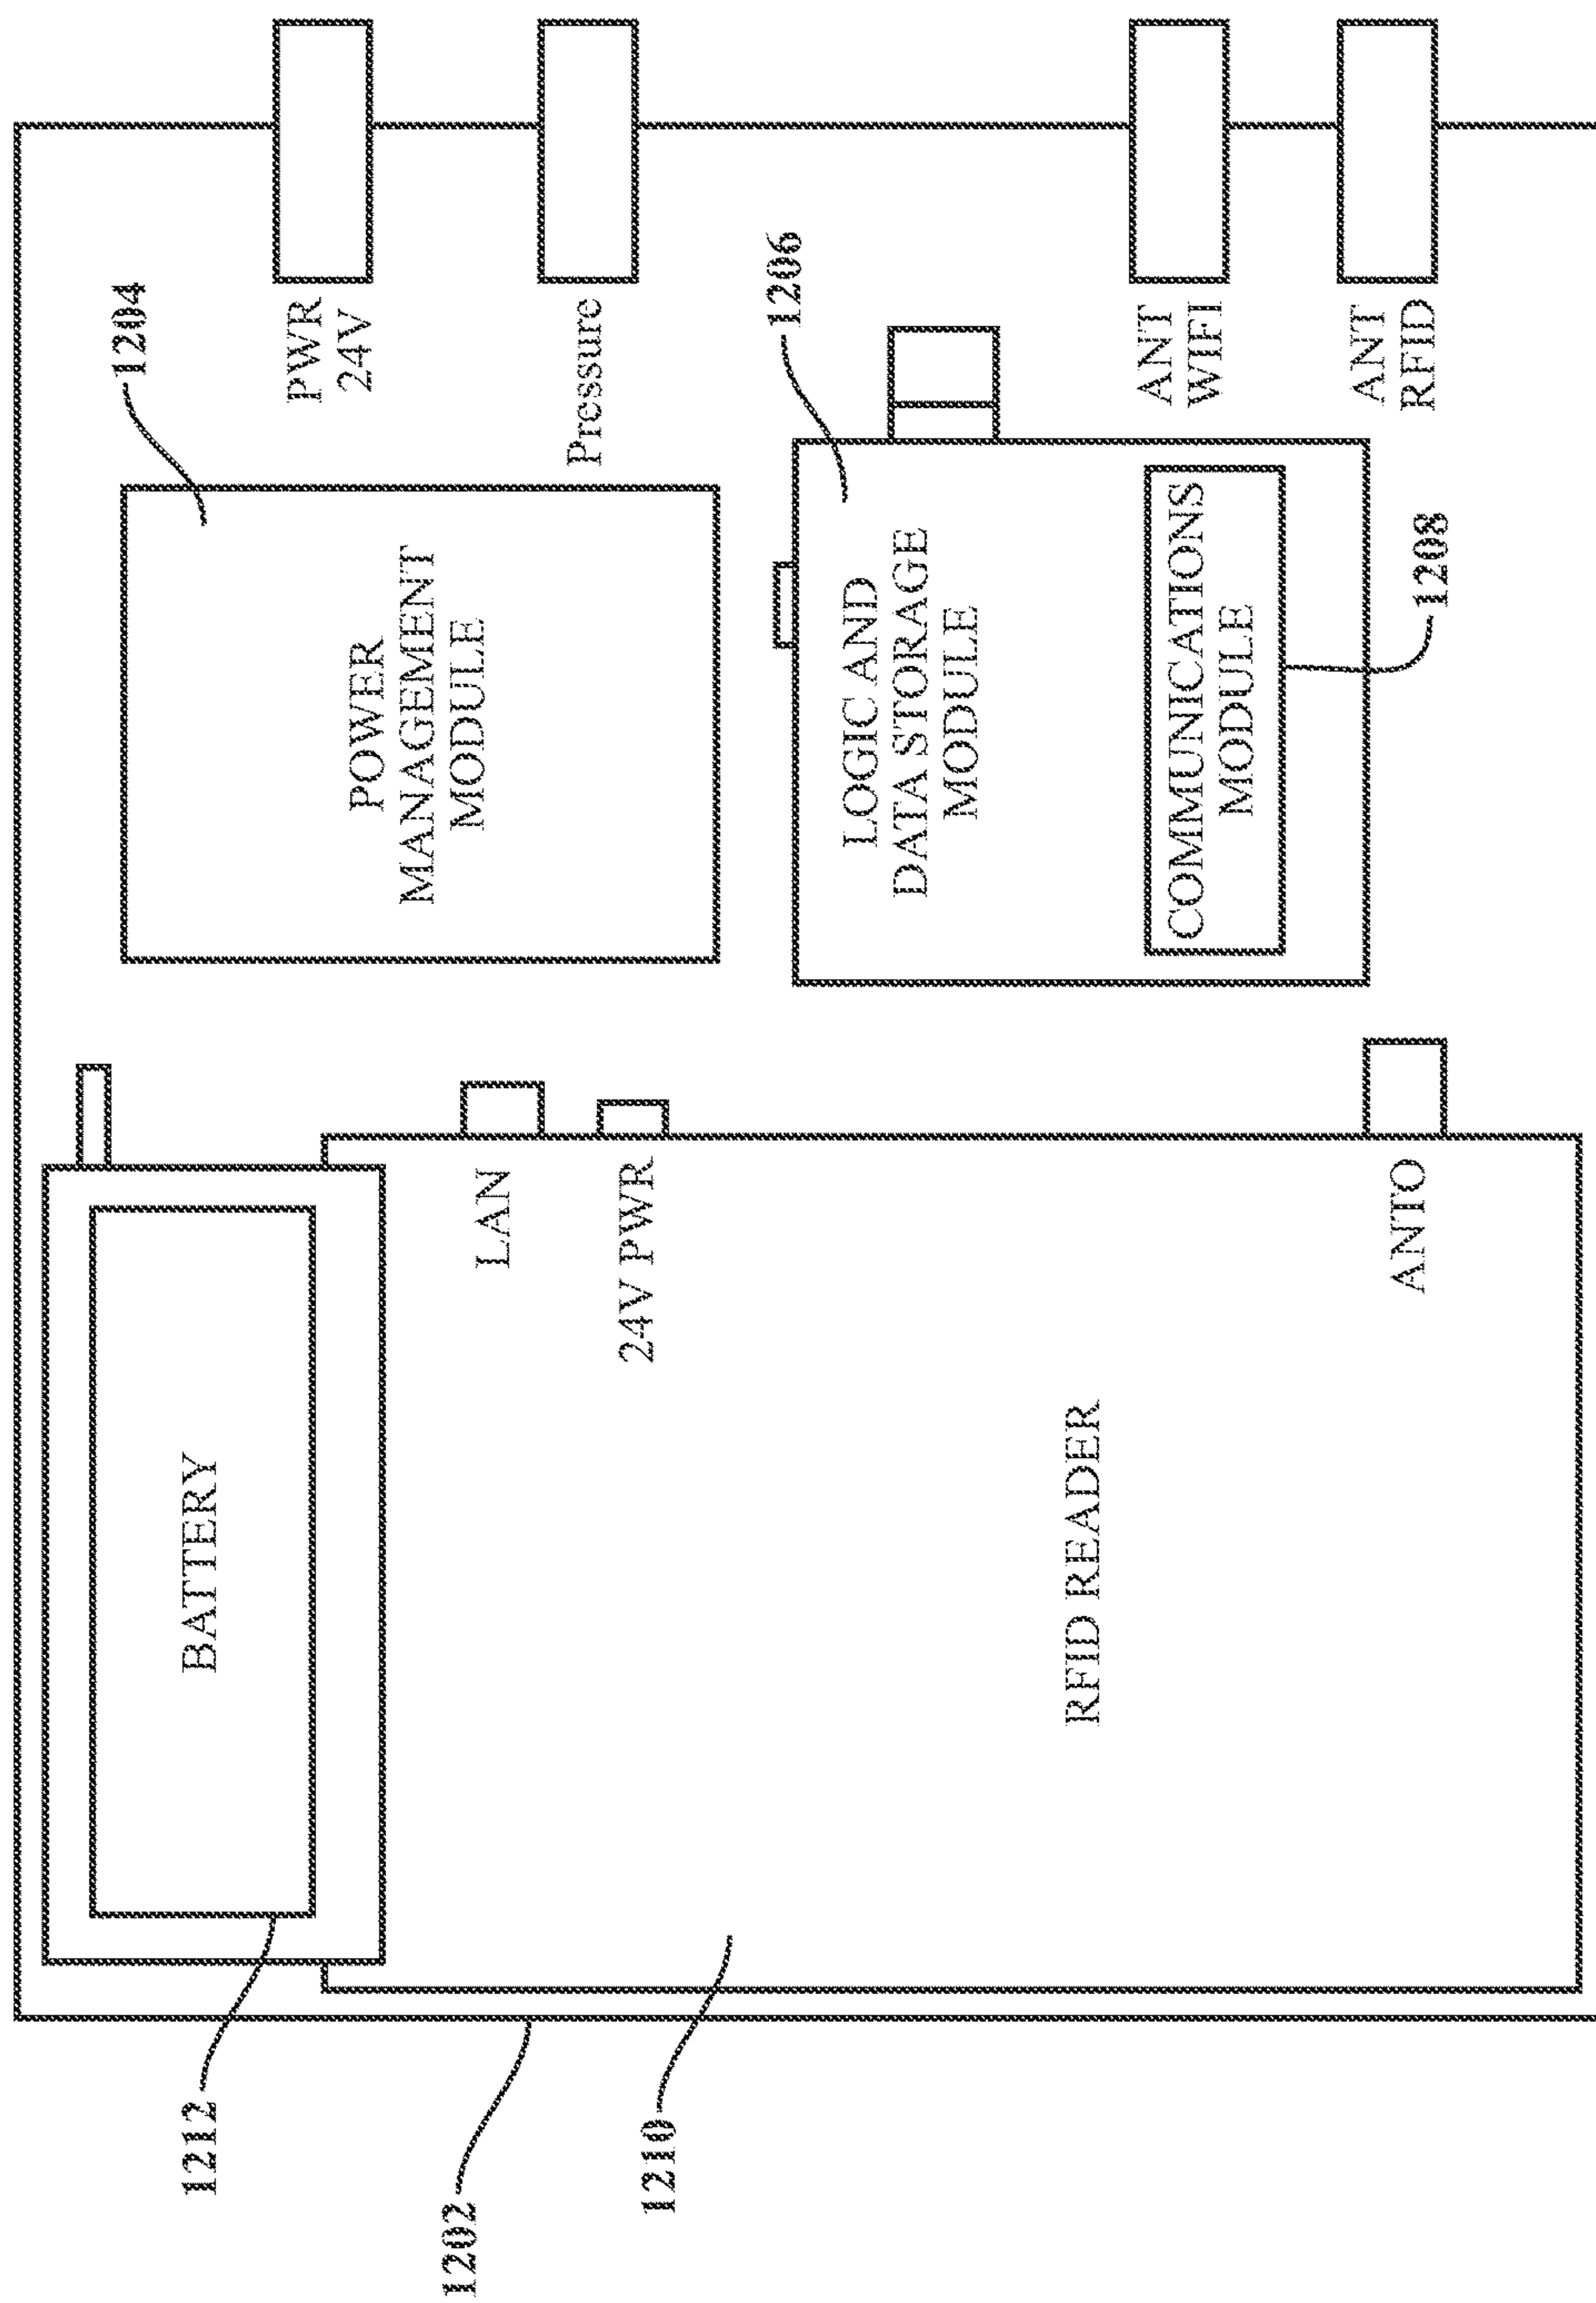 1204
PWR
24V
Pressure
1206
ANT
WIFI
ANT
RFID
POWER
MANAGEMENT
MODULE
LOGIC AND
DATA STORAGE
MODULE
COMMUNICATIONS
MODULE
1208
BATTERY
LAN
24V PWR
ANTO
RFID READER
1212
1202
1210